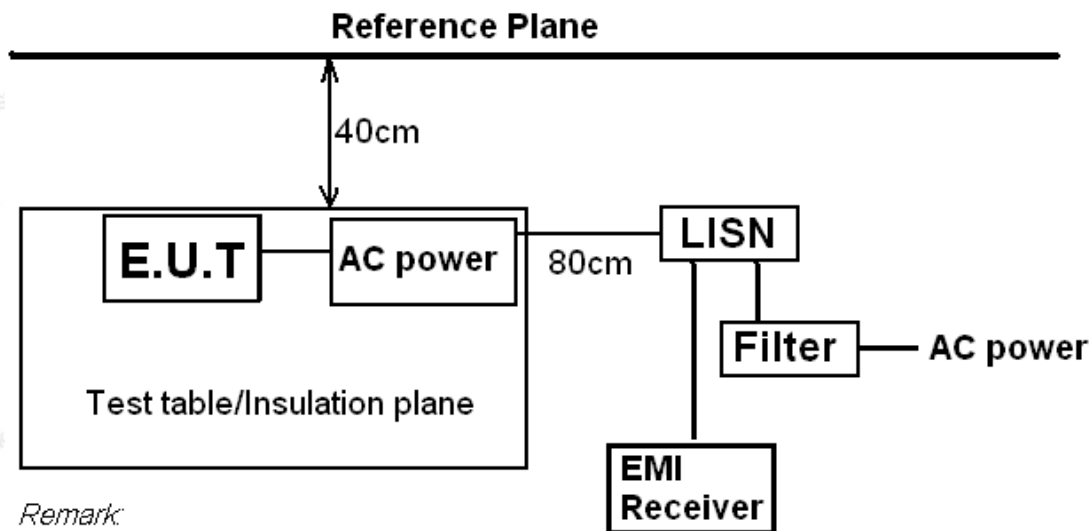 Reference Plane
40cm
E.U.T
AC power
80cm
LISN
Filter
AC power
Test table/Insulation plane
EMI
Receiver
Remark: